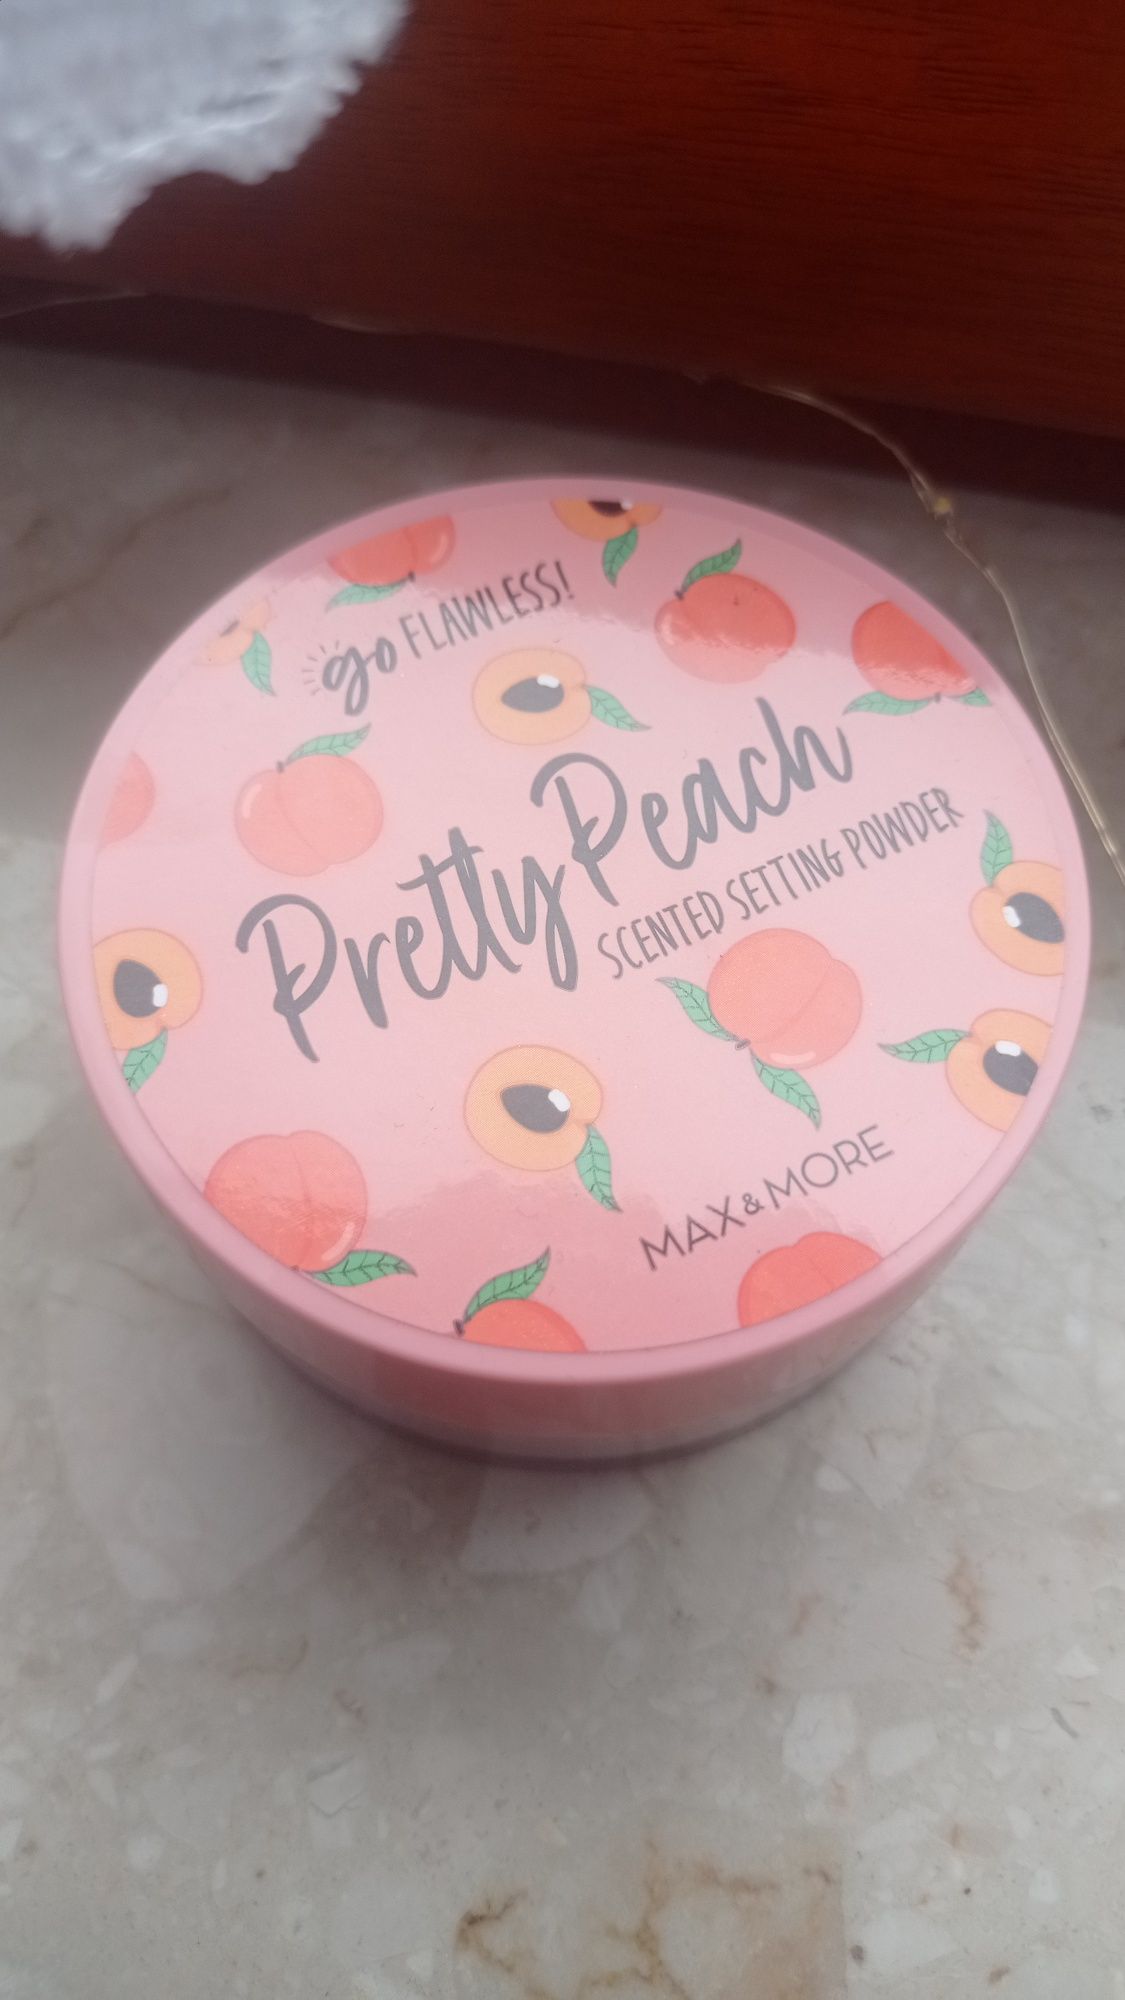 go FLAWLESS!
Pretty Peach
SCENTED SETTING POWDER
MAX & MORE